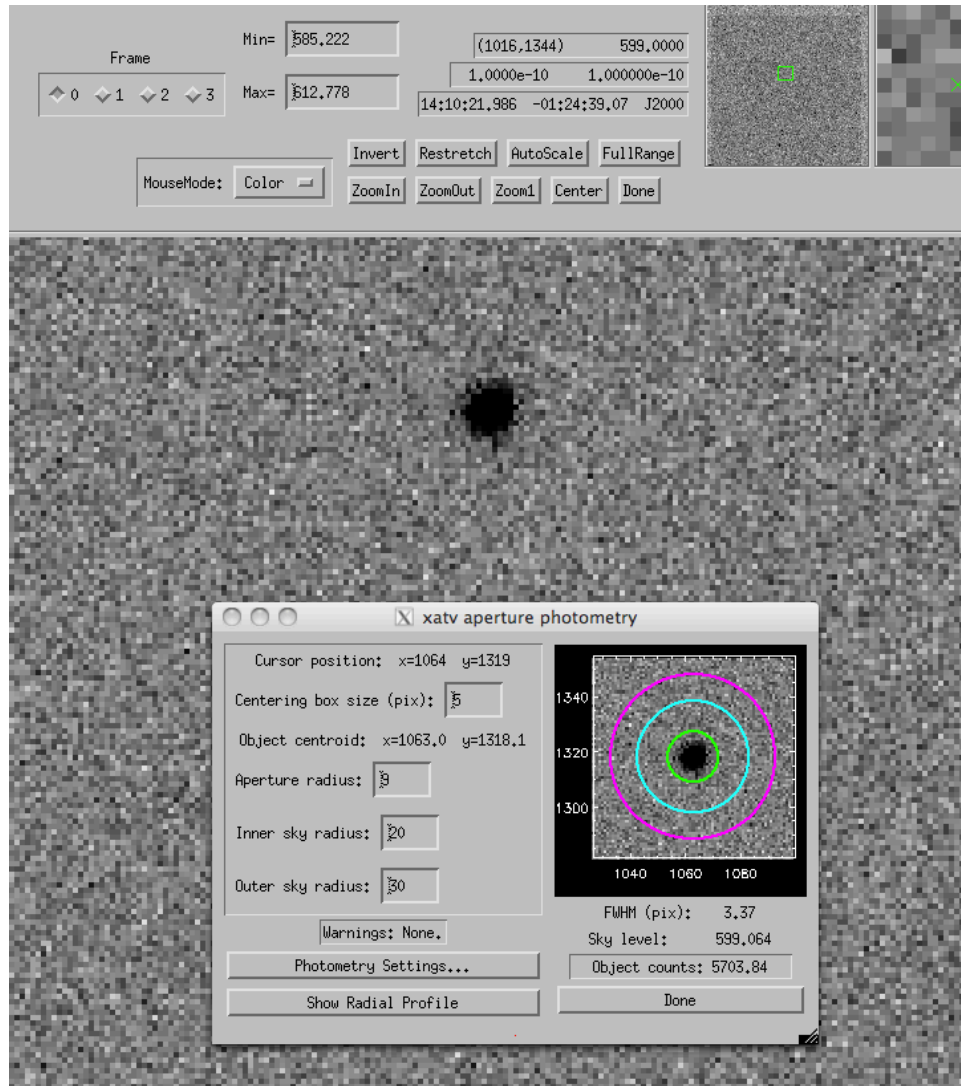 Frame
0 1 2 3
Min= 585.222
Max= 612.778
(1016,1344) 599.0000
1.0000e-10 1.000000e-10
14:10:21.986 -01:24:39.07 J2000
MouseMode: Color
Invert Restretch AutoScale FullRange
ZoomIn ZoomOut Zoom1 Center Done
X xatv aperture photometry
Cursor position: x=1064 y=1319
Centering box size (pix): 5
Object centroid: x=1063.0 y=1318.1
Aperture radius: 9
Inner sky radius: 20
Outer sky radius: 30
Warnings: None.
Photometry Settings...
Show Radial Profile
1340
1320
1300
1040 1060 1080
FWHM (pix): 3.37
Sky level: 599.064
Object counts: 5703.84
Done